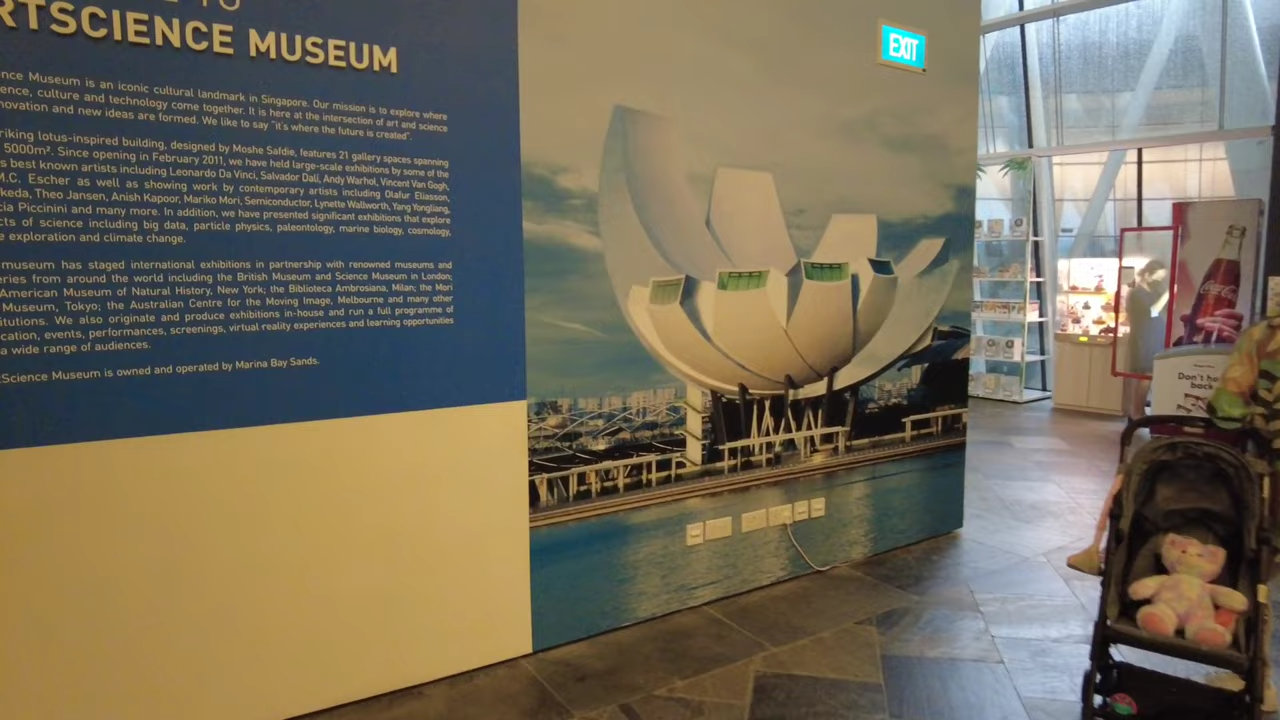 TO
RTSCIENCE MUSEUM
nce Museum is an iconic cultural landmark in Singapore. Our mission is to explore where
ence, culture and technology come together. It is here at the intersection of art and science
novation and new ideas are formed. We like to say "it's where the future is created".
riking lotus-inspired building, designed by Moshe Safdie, features 21 gallery spaces spanning
5000m². Since opening in February 2011, we have held large-scale exhibitions by some of the
s best known artists including Leonardo Da Vinci, Salvador Dalí, Andy Warhol, Vincent Van Gogh,
M.C. Escher as well as showing work by contemporary artists including Olafur Eliasson,
keda, Theo Jansen, Anish Kapoor, Mariko Mori, Semiconductor, Lynette Wallworth, Yang Yongliang,
cia Piccinini and many more. In addition, we have presented significant exhibitions that explore
cts of science including big data, particle physics, paleontology, marine biology, cosmology,
e exploration and climate change.
museum has staged international exhibitions in partnership with renowned museums and
eries from around the world including the British Museum and Science Museum in London;
American Museum of Natural History, New York; the Biblioteca Ambrosiana, Milan; the Mori
Museum, Tokyo; the Australian Centre for the Moving Image, Melbourne and many other
titutions. We also originate and produce exhibitions in-house and run a full programme of
cation, events, performances, screenings, virtual reality experiences and learning opportunities
a wide range of audiences.
tScience Museum is owned and operated by Marina Bay Sands.
EXIT
Coca-Cola
Don't ho
back